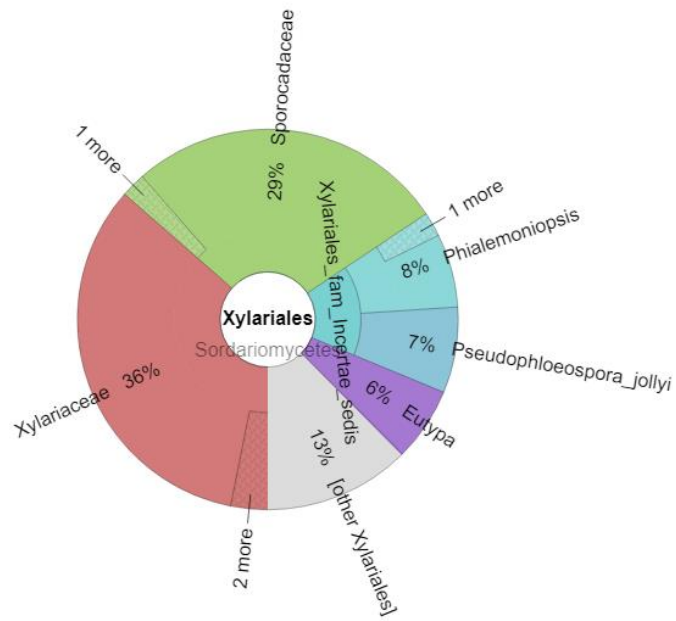 Sporocadaceae
29%
1 more
1 more
Xylariales_fam_Incertae_sedis
Phialemoniopsis
8%
Xylariales
Sordariomycetes
7%
Pseudophloeospora_jollyi
Xylariaceae 36%
6%
Eutypa
13%
[other Xylariales]
2 more